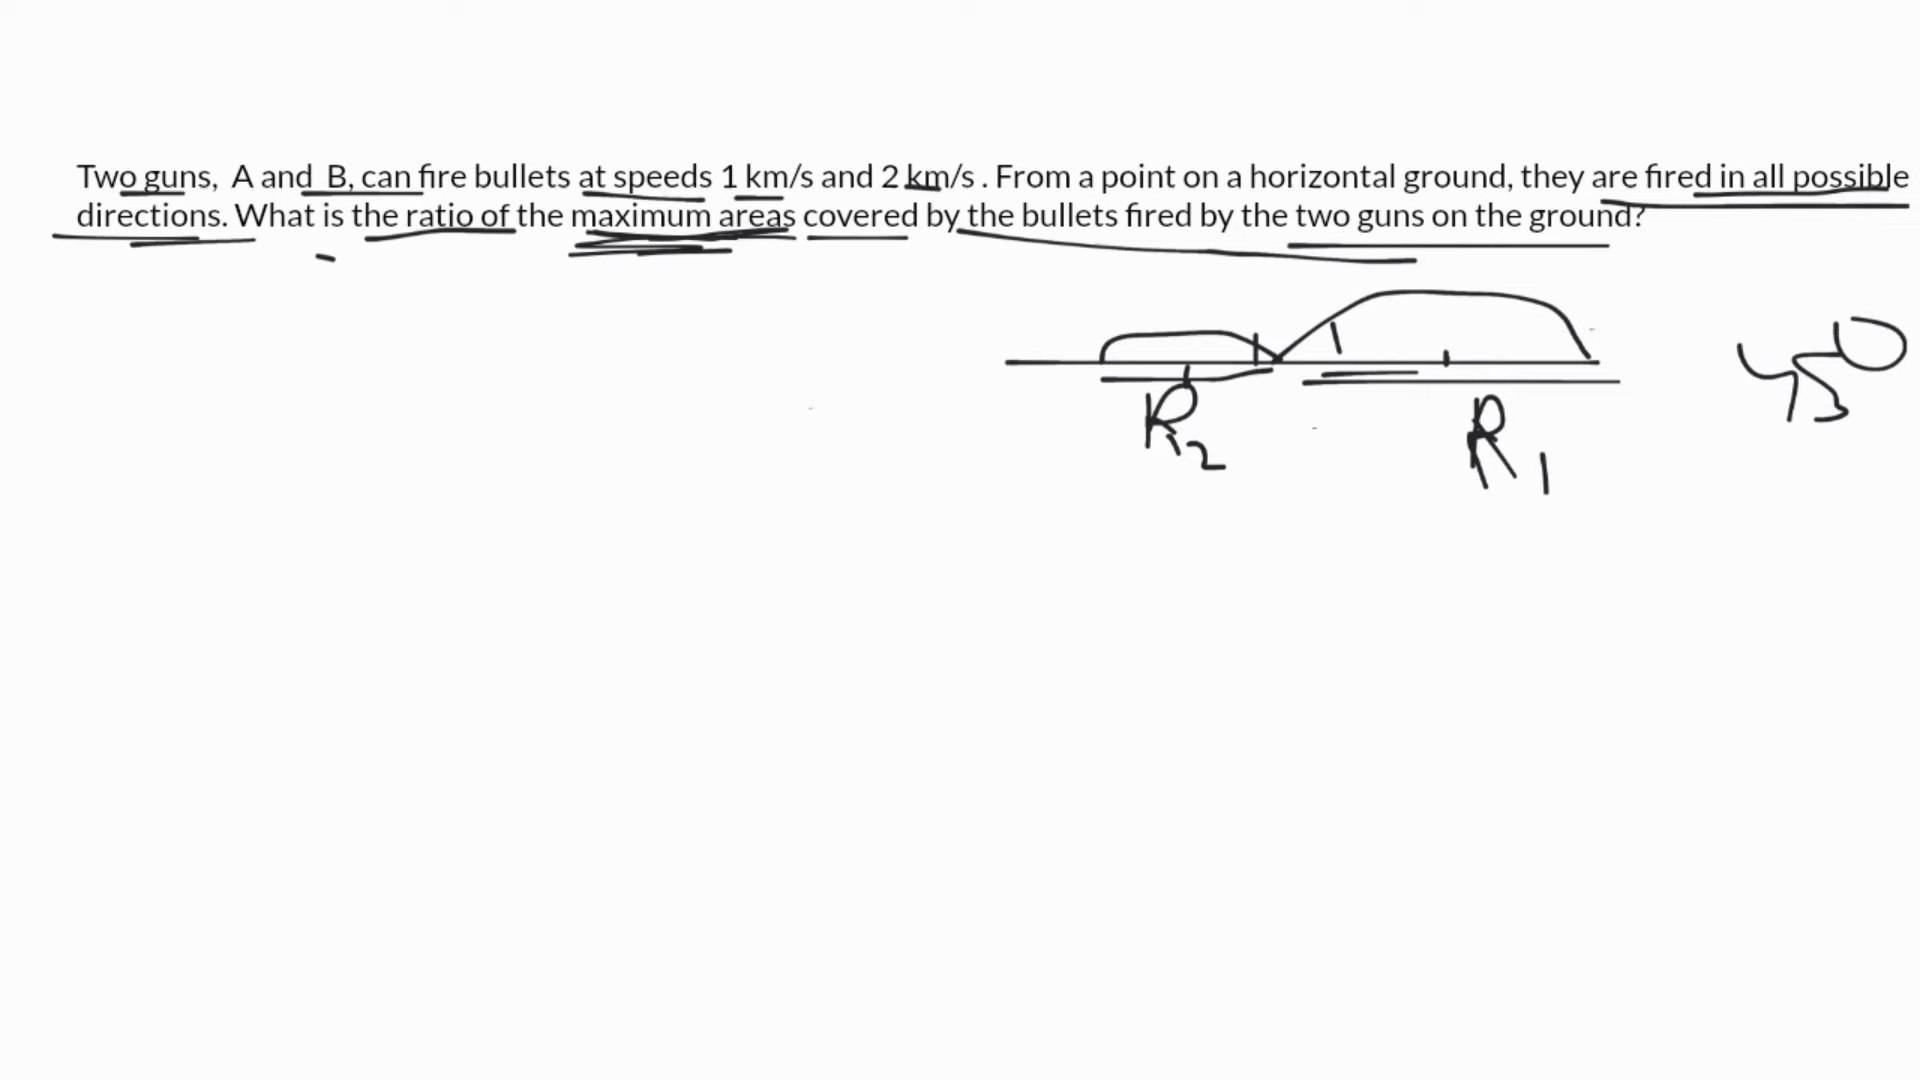 Two guns, A and B, can fire bullets at speeds 1 km/s and 2 km/s . From a point on a horizontal ground, they are fired in all possible
directions. What is the ratio of the maximum areas covered by the bullets fired by the two guns on the ground?
45°
R2
R1